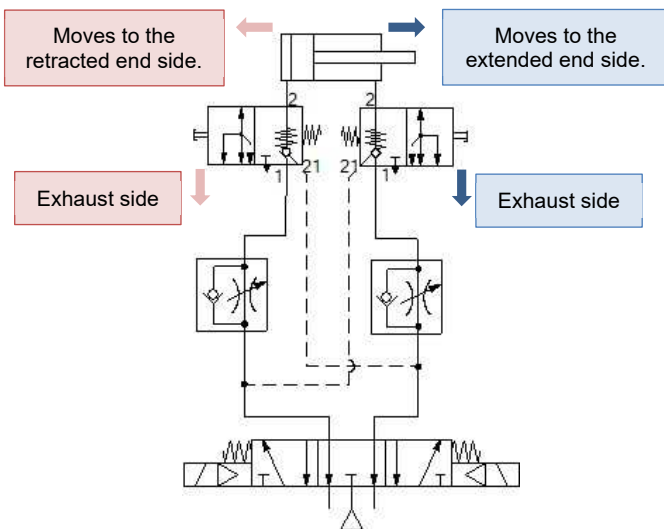 Moves to the
retracted end side.
Moves to the
extended end side.
2
2
21
21
1
1
Exhaust side
Exhaust side